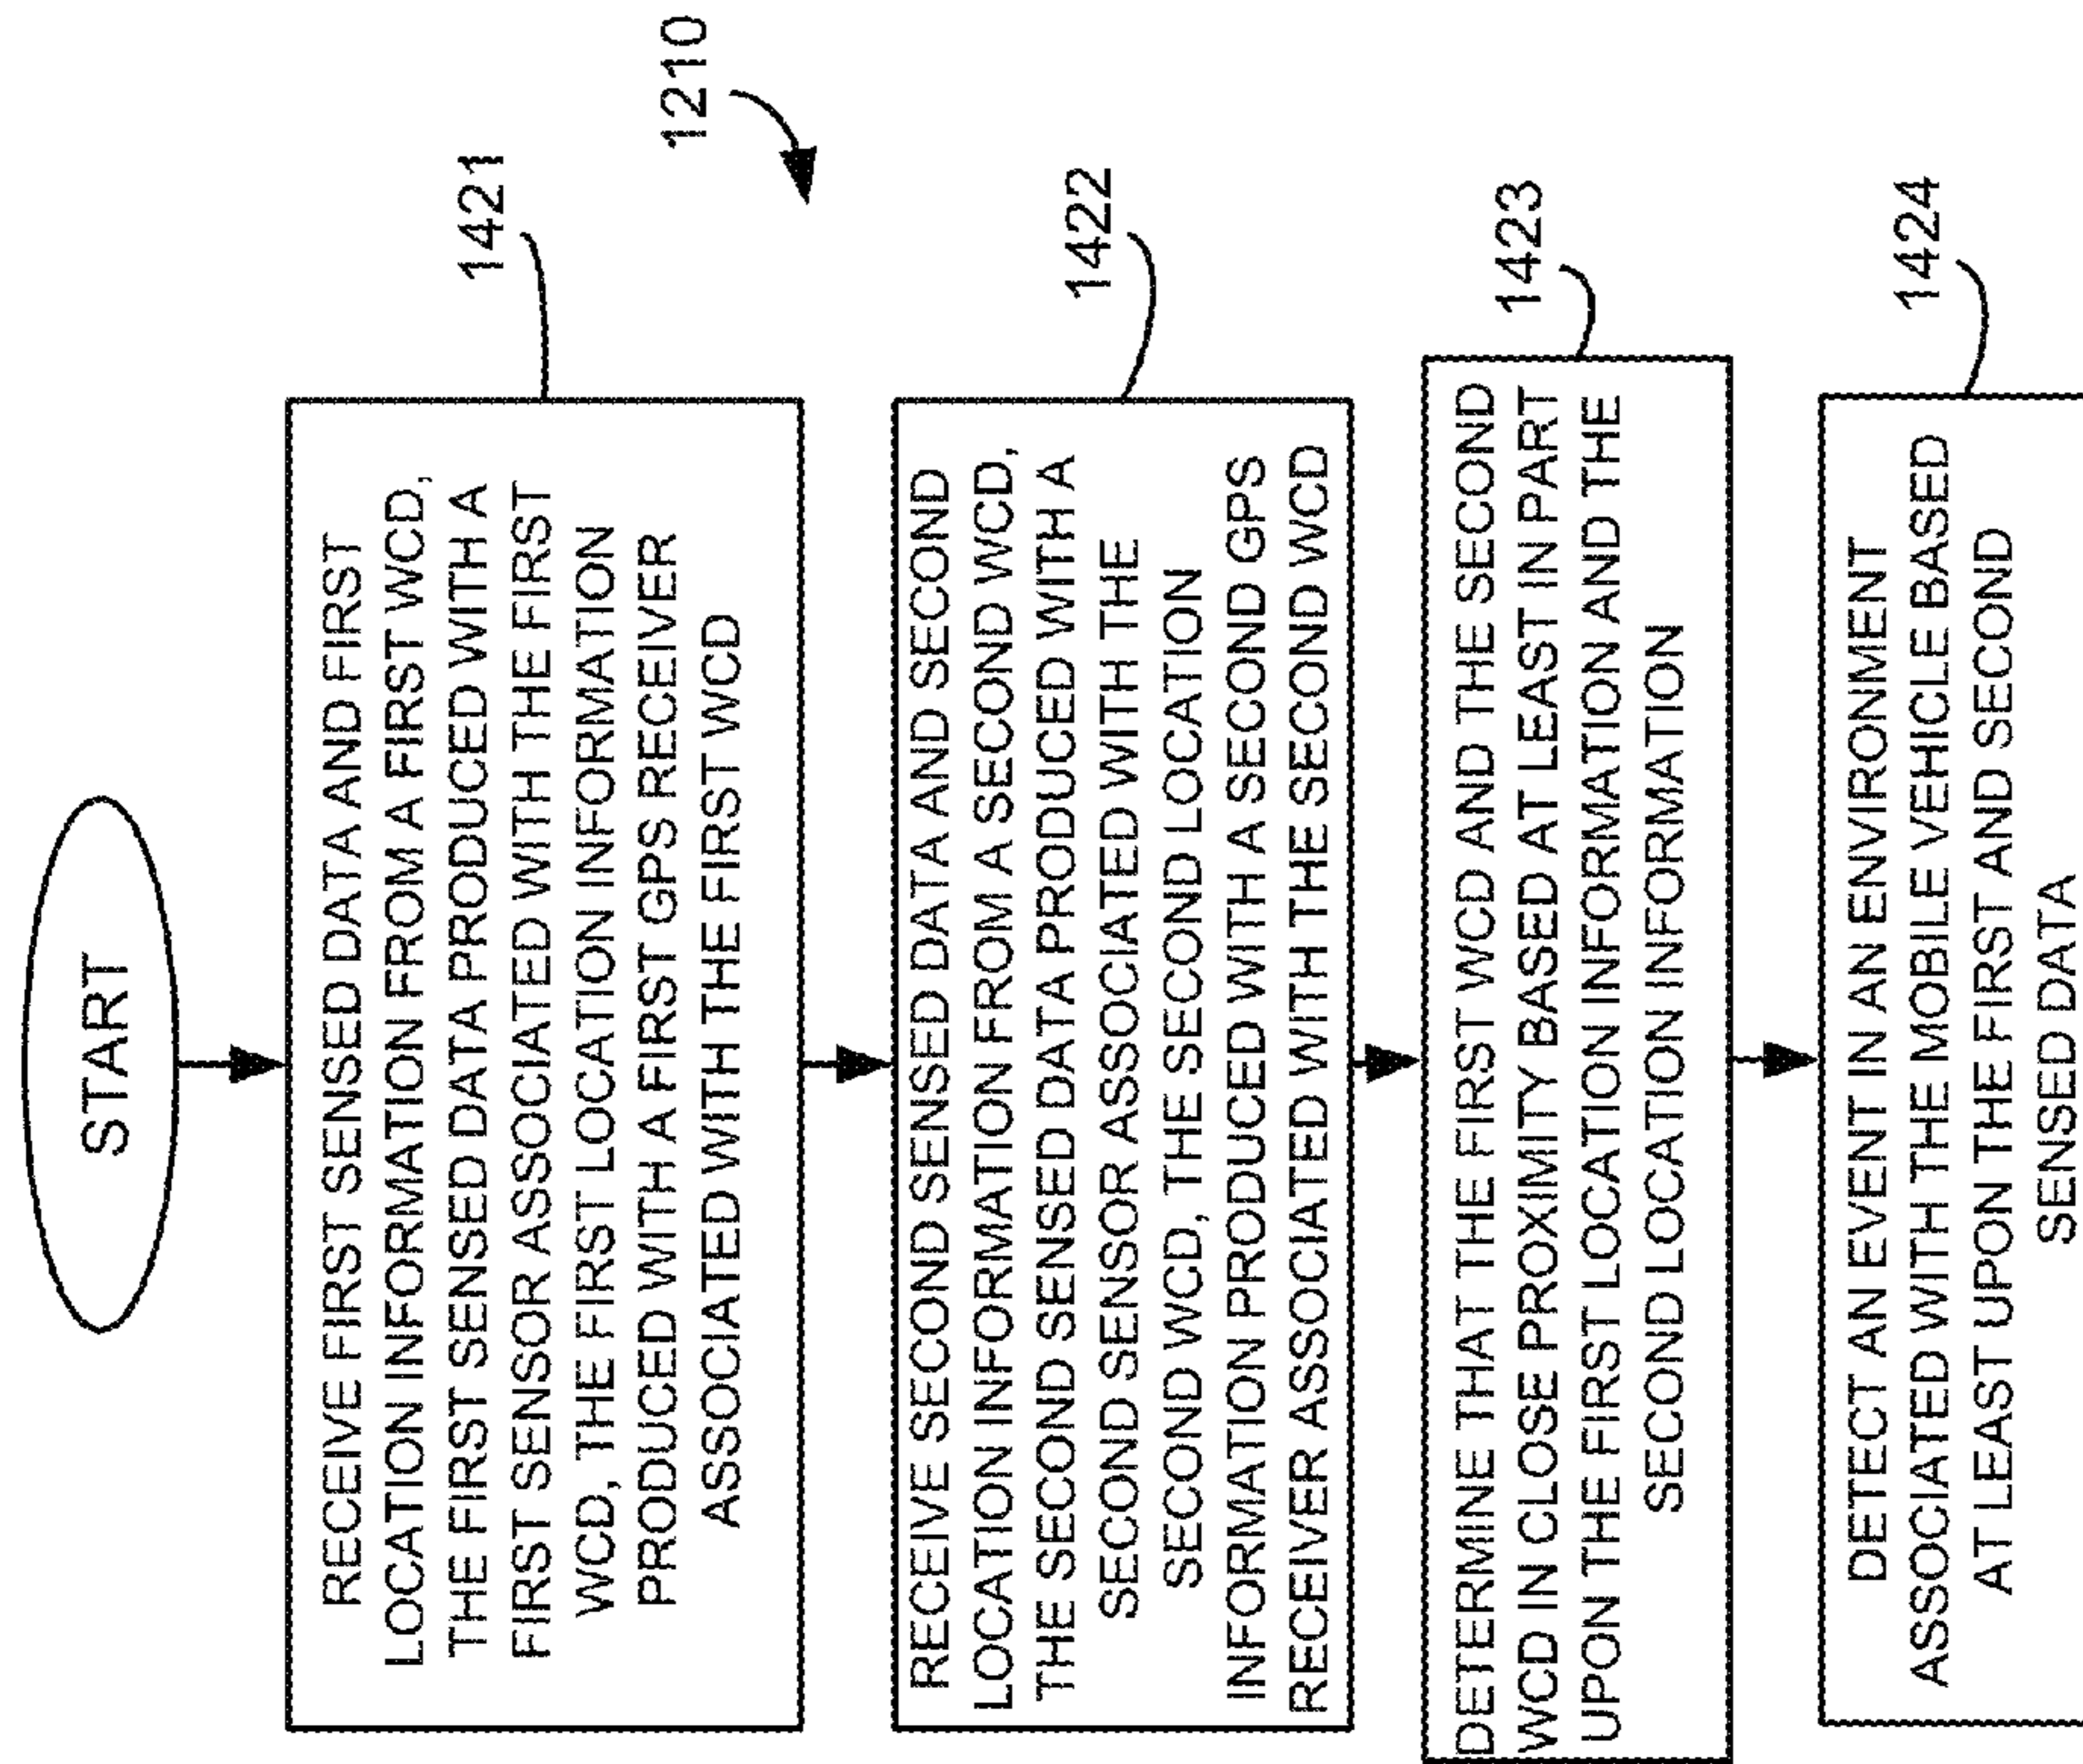 START
1210
RECEIVE FIRST SENSED DATA AND FIRST
LOCATION INFORMATION FROM A FIRST WCD,
THE FIRST SENSED DATA PRODUCED WITH A
FIRST SENSOR ASSOCIATED WITH THE FIRST
WCD, THE FIRST LOCATION INFORMATION
PRODUCED WITH A FIRST GPS RECEIVER
ASSOCIATED WITH THE FIRST WCD
1421
RECEIVE SECOND SENSED DATA AND SECOND
LOCATION INFORMATION FROM A SECOND WCD,
THE SECOND SENSED DATA PRODUCED WITH A
SECOND SENSOR ASSOCIATED WITH THE
SECOND WCD, THE SECOND LOCATION
INFORMATION PRODUCED WITH A SECOND GPS
RECEIVER ASSOCIATED WITH THE SECOND WCD
1422
DETERMINE THAT THE FIRST WCD AND THE SECOND
WCD IN CLOSE PROXIMITY BASED AT LEAST IN PART
UPON THE FIRST LOCATION INFORMATION AND THE
SECOND LOCATION INFORMATION
1423
DETECT AN EVENT IN AN ENVIRONMENT
ASSOCIATED WITH THE MOBILE VEHICLE BASED
AT LEAST UPON THE FIRST AND SECOND
SENSED DATA
1424